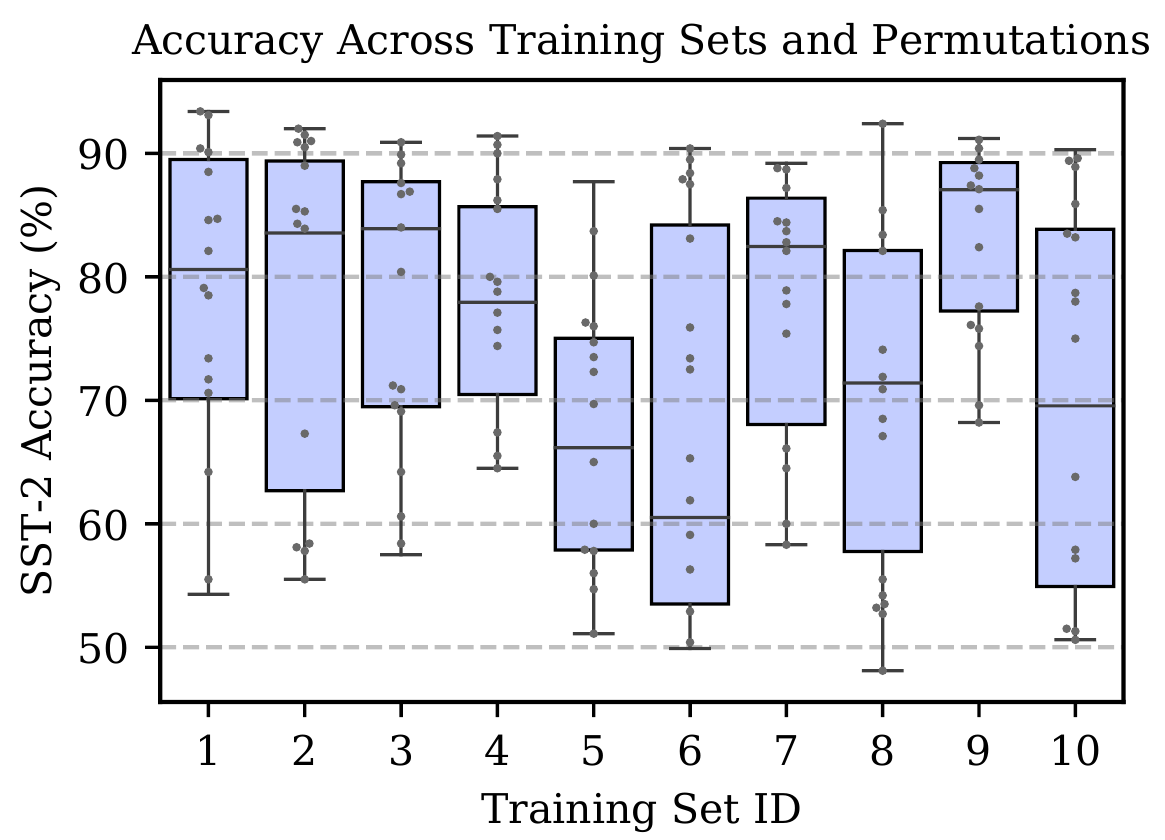 Accuracy Across Training Sets and Permutations
SST-2 Accuracy (%)
90
80
70
60
50
1 2 3 4 5 6 7 8 9 10
Training Set ID